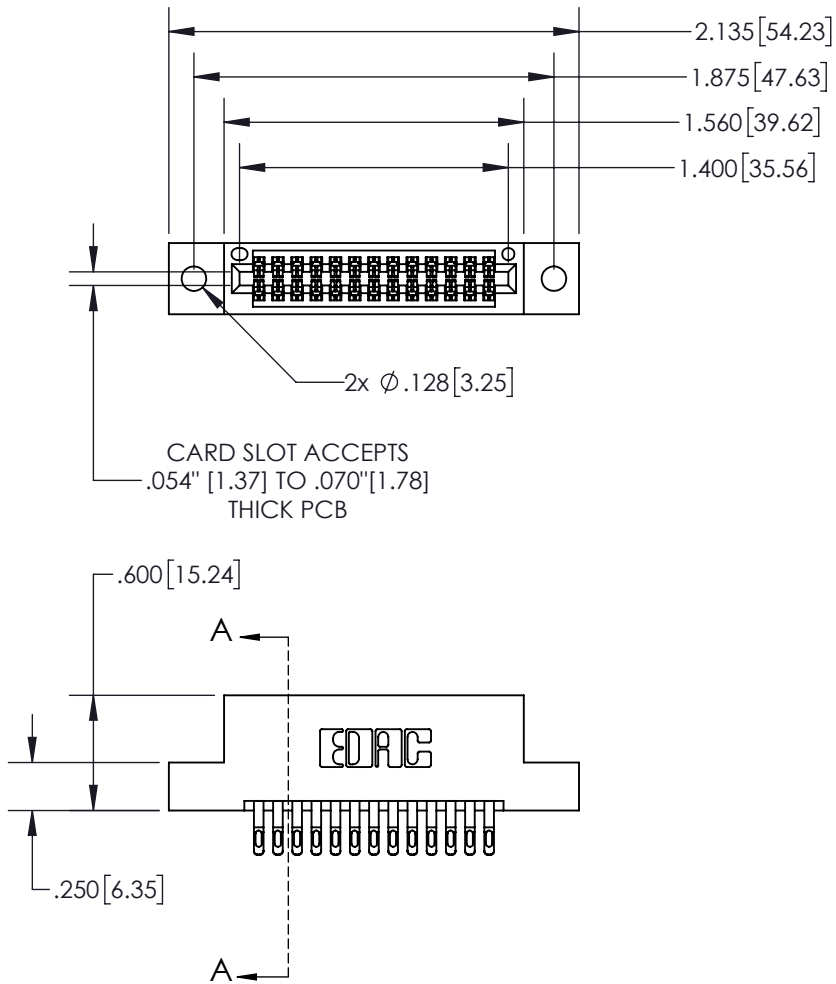 2.135[54.23]
1.875[47.63]
1.560[39.62]
1.400[35.56]
2x ∅.128[3.25]
CARD SLOT ACCEPTS
.054" [1.37] TO .070"[1.78]
THICK PCB
.600[15.24]
A
EDAC
.250[6.35]
A